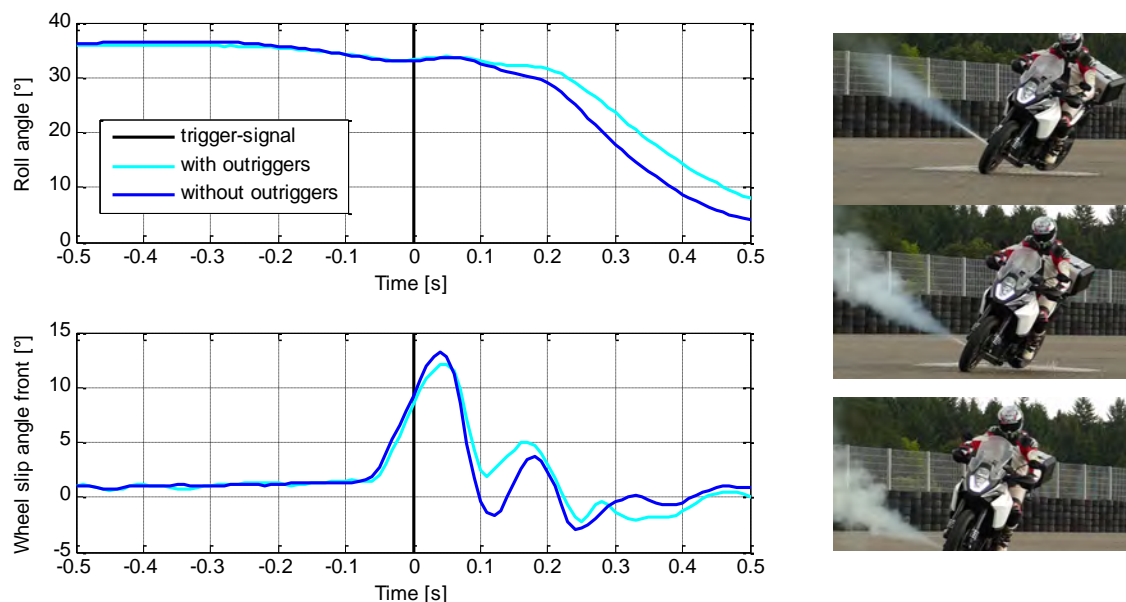 Roll angle [°]
40
30
20
10
0
trigger-signal
with outriggers
without outriggers
-0.5 -0.4 -0.3 -0.2 -0.1 0 0.1 0.2 0.3 0.4 0.5
Time [s]
Wheel slip angle front [°]
15
10
5
0
-5
-0.5 -0.4 -0.3 -0.2 -0.1 0 0.1 0.2 0.3 0.4 0.5
Time [s]